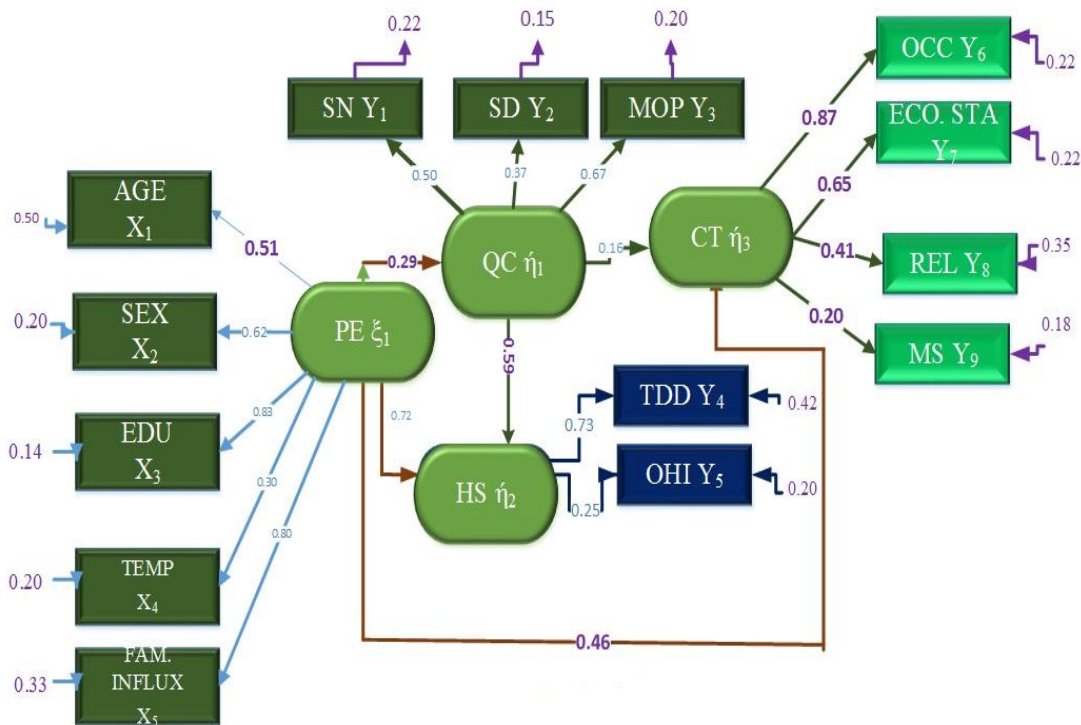 0.22
0.15
0.20
SN Y₁
SD Y₂
MOP Y₃
OCC Y₆
0.22
ECO. STA
Y₇
0.22
0.87
0.65
0.50
0.37
0.67
AGE
X₁
0.50
0.51
0.29
QC ή₁
0.16
CT ή₃
0.41
REL Y₈
0.35
0.20
MS Y₉
0.18
SEX
X₂
0.20
0.62
PE ξ₁
0.59
TDD Y₄
0.42
0.73
0.72
0.83
EDU
X₃
0.14
HS ή₂
0.25
OHI Y₅
0.20
0.30
0.80
TEMP
X₄
0.20
0.46
FAM.
INFLUX
X₅
0.33